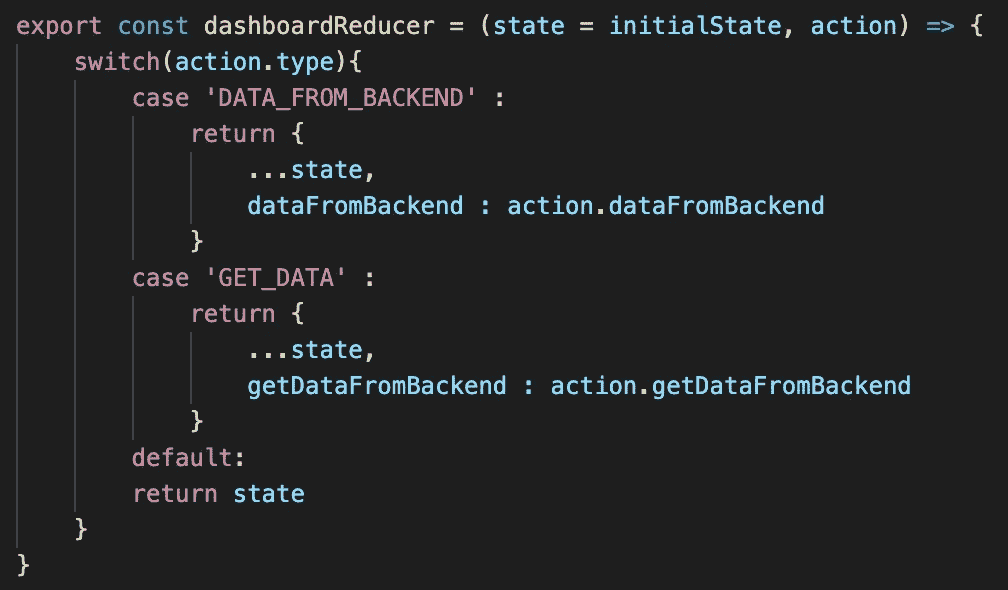 export const dashboardReducer = (state = initialState, action) => {
    switch(action.type){
        case 'DATA_FROM_BACKEND' :
            return {
                ...state,
                dataFromBackend : action.dataFromBackend
            }
        case 'GET_DATA' :
            return {
                ...state,
                getDataFromBackend : action.getDataFromBackend
            }
        default:
        return state
    }
}